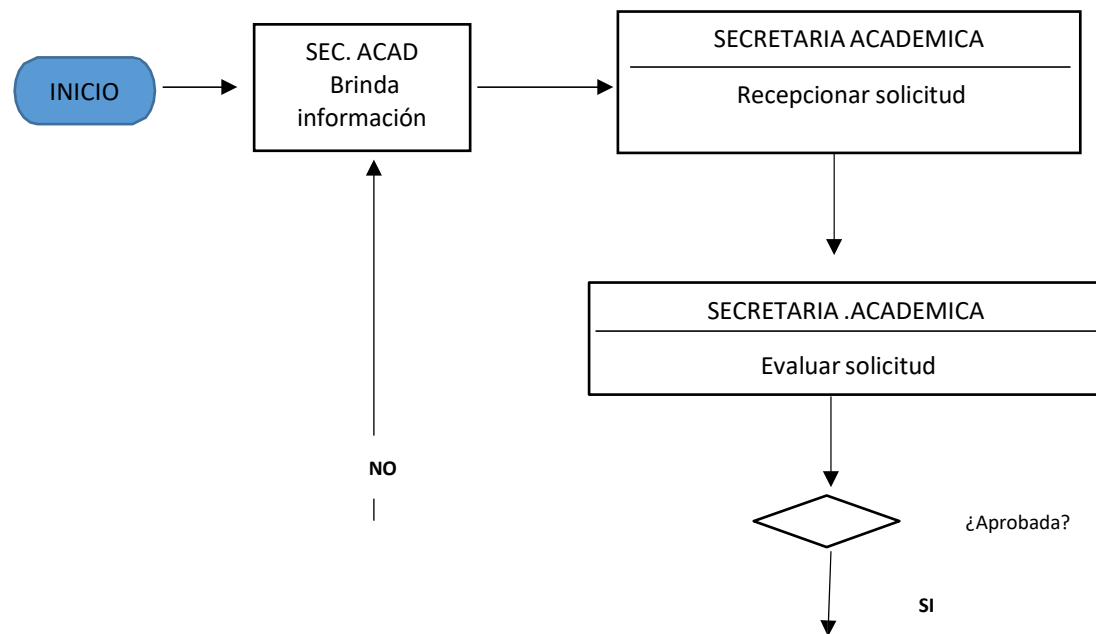 INICIO
SEC. ACAD
Brinda
información
SECRETARIA ACADEMICA
Recepcionar solicitud
SECRETARIA .ACADEMICA
Evaluar solicitud
NO
¿Aprobada?
SI